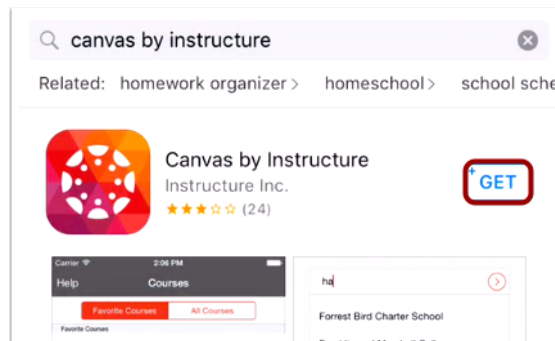 canvas by instructure
Related: homework organizer > homeschool > school sche
Canvas by Instructure
Instructure Inc.
(24)
+ GET
Carrier 2:06 PM
Help Courses
Favorite Courses All Courses
Favorite Courses
ha
Forrest Bird Charter School